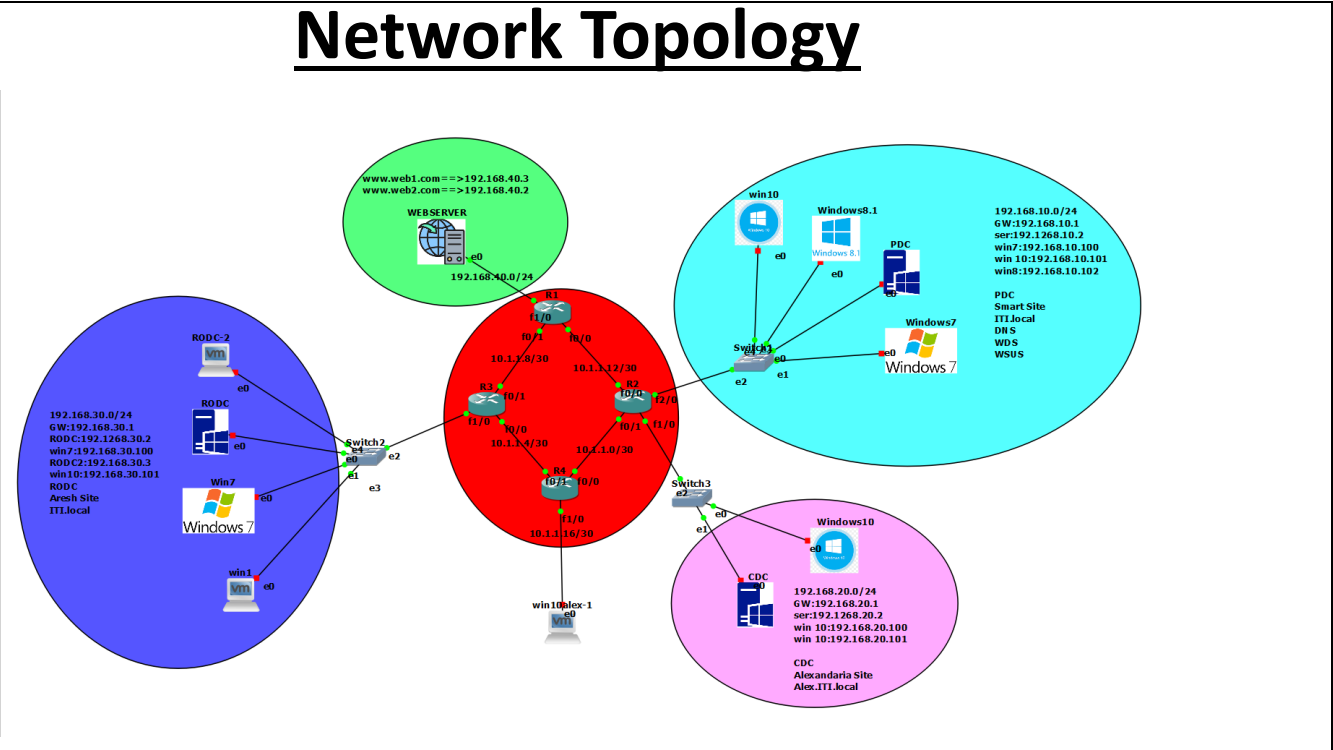 Network Topology
www.web1.com==>192.168.40.3
www.web2.com==>192.168.40.2
WEBSERVER
e0
192.168.40.0/24
win10
e0
Windows8.1
Windows 8.1
e0
PDC
e0
Windows7
Windows 7
e0
Switch1
e4
e0
e1
e2
192.168.10.0/24
GW:192.168.10.1
ser:192.1268.10.2
win7:192.168.10.100
win 10:192.168.10.101
win8:192.168.10.102
PDC
Smart Site
ITI.local
DNS
WDS
WSUS
R1
f1/0
f0/1
f0/0
10.1.1.8/30
10.1.1.12/30
R3
f0/1
f1/0
f0/0
10.1.1.4/30
R2
f0/0
f2/0
f0/1
f1/0
10.1.1.0/30
R4
f0/1
f0/0
f1/0
10.1.1.16/30
RODC-2
vm
e0
RODC
e0
Win7
Windows 7
e0
win1
vm
e0
Switch2
e4
e0
e1
e2
e3
192.168.30.0/24
GW:192.168.30.1
RODC:192.1268.30.2
win7:192.168.30.100
RODC2:192.168.30.3
win10:192.168.30.101
RODC
Aresh Site
ITI.local
win10alex-1
e0
vm
Switch3
e2
e0
e1
Windows10
e0
CDC
e0
192.168.20.0/24
GW:192.168.20.1
ser:192.1268.20.2
win 10:192.168.20.100
win 10:192.168.20.101
CDC
Alexandaria Site
Alex.ITI.local